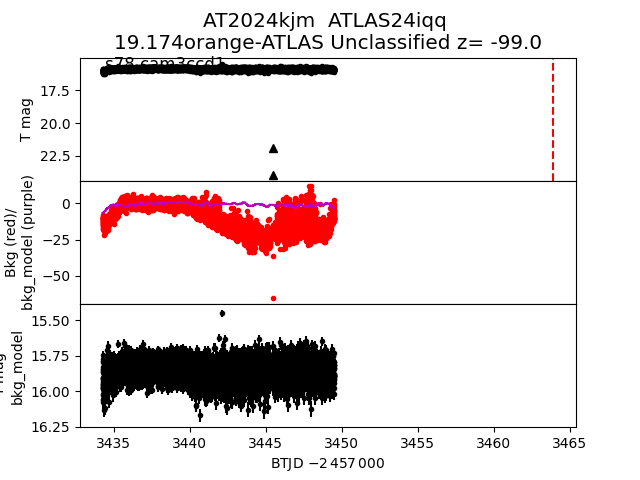 AT2024kjm ATLAS24iqq
19.174orange-ATLAS Unclassified z= -99.0
s78 cam3ccd1
T mag
17.5
20.0
22.5
Bkg (red)/
bkg_model (purple)
0
−25
−50
bkg_model
15.50
15.75
16.00
16.25
3435 3440 3445 3450 3455 3460 3465
BTJD −2 457 000